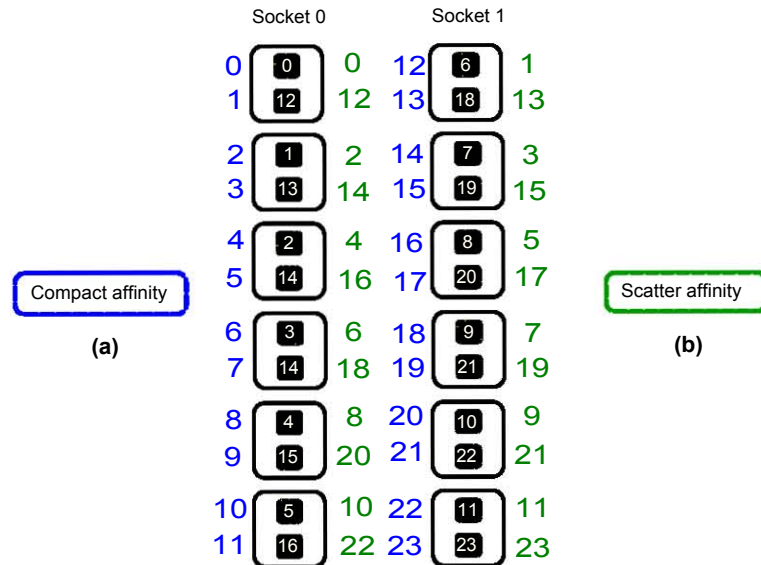 Socket 0 Socket 1
0 0 0 12 6 1
1 12 12 13 18 13
2 1 2 14 7 3
3 13 14 15 19 15
4 2 4 16 8 5
5 14 16 17 20 17
Compact affinity Scatter affinity
(a) (b)
6 3 6 18 9 7
7 14 18 19 21 19
8 4 8 20 10 9
9 15 20 21 22 21
10 5 10 22 11 11
11 16 22 23 23 23